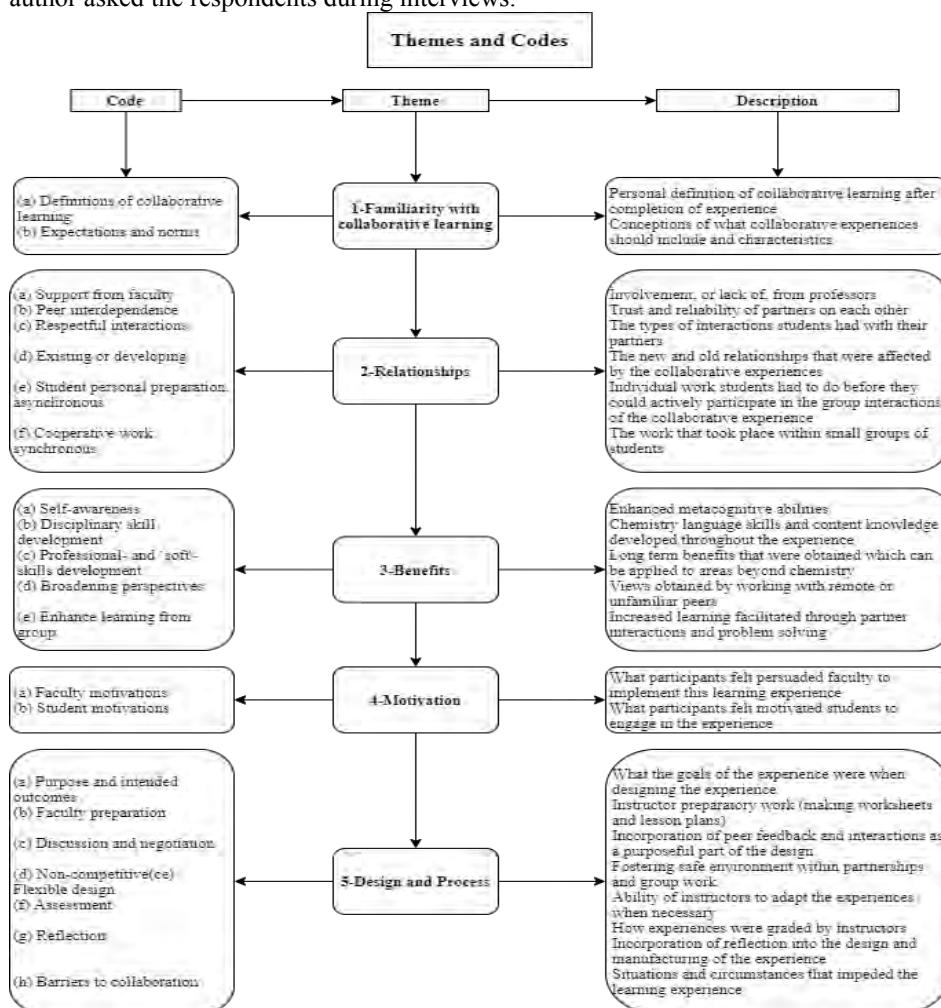 author asked the respondents during interviews.
Themes and Codes
Code
Theme
Description
(a) Definitions of collaborative
learning
(b) Expectations and norms
1-Familiarity with
collaborative learning
Personal definition of collaborative learning after
completion of experience
Conceptions of what collaborative experiences
should include and characteristics
(a) Support from faculty
(b) Peer interdependence
(c) Respectful interactions
(d) Existing or developing
(e) Student personal preparation
asynchronous
(f) Cooperative work
synchronous
2-Relationships
Involvement, or lack of, from professors
Trust and reliability of partners on each other
The types of interactions students had with their
partners
The new and old relationships that were affected
by the collaborative experiences
Individual work students had to do before they
could actively participate in the group interactions
of the collaborative experience
The work that took place within small groups of
students
(a) Self-awareness
(b) Disciplinary skill
development
(c) Professional- and "soft"-
skills development
(d) Broadening perspectives
(e) Enhance learning from
group
3-Benefits
Enhanced metacognitive abilities
Chemistry language skills and content knowledge
developed throughout the experience
Long term benefits that were obtained which can
be applied to areas beyond chemistry
Views obtained by working with remote or
unfamiliar peers
Increased learning facilitated through partner
interactions and problem solving
(a) Faculty motivations
(b) Student motivations
4-Motivation
What participants felt persuaded faculty to
implement this learning experience
What participants felt motivated students to
engage in the experience
(a) Purpose and intended
outcomes
(b) Faculty preparation
(c) Discussion and negotiation
(d) Non-competitive(ce)
Flexible design
(f) Assessment
(g) Reflection
(h) Barriers to collaboration
5-Design and Process
What the goals of the experience were when
designing the experience
Instructor preparatory work (making worksheets
and lesson plans)
Incorporation of peer feedback and interactions as
a purposeful part of the design
Fostering safe environment within partnerships
and group work
Ability of instructors to adapt the experiences
when necessary
How experiences were graded by instructors
Incorporation of reflection into the design and
manufacturing of the experience
Situations and circumstances that impeded the
learning experience